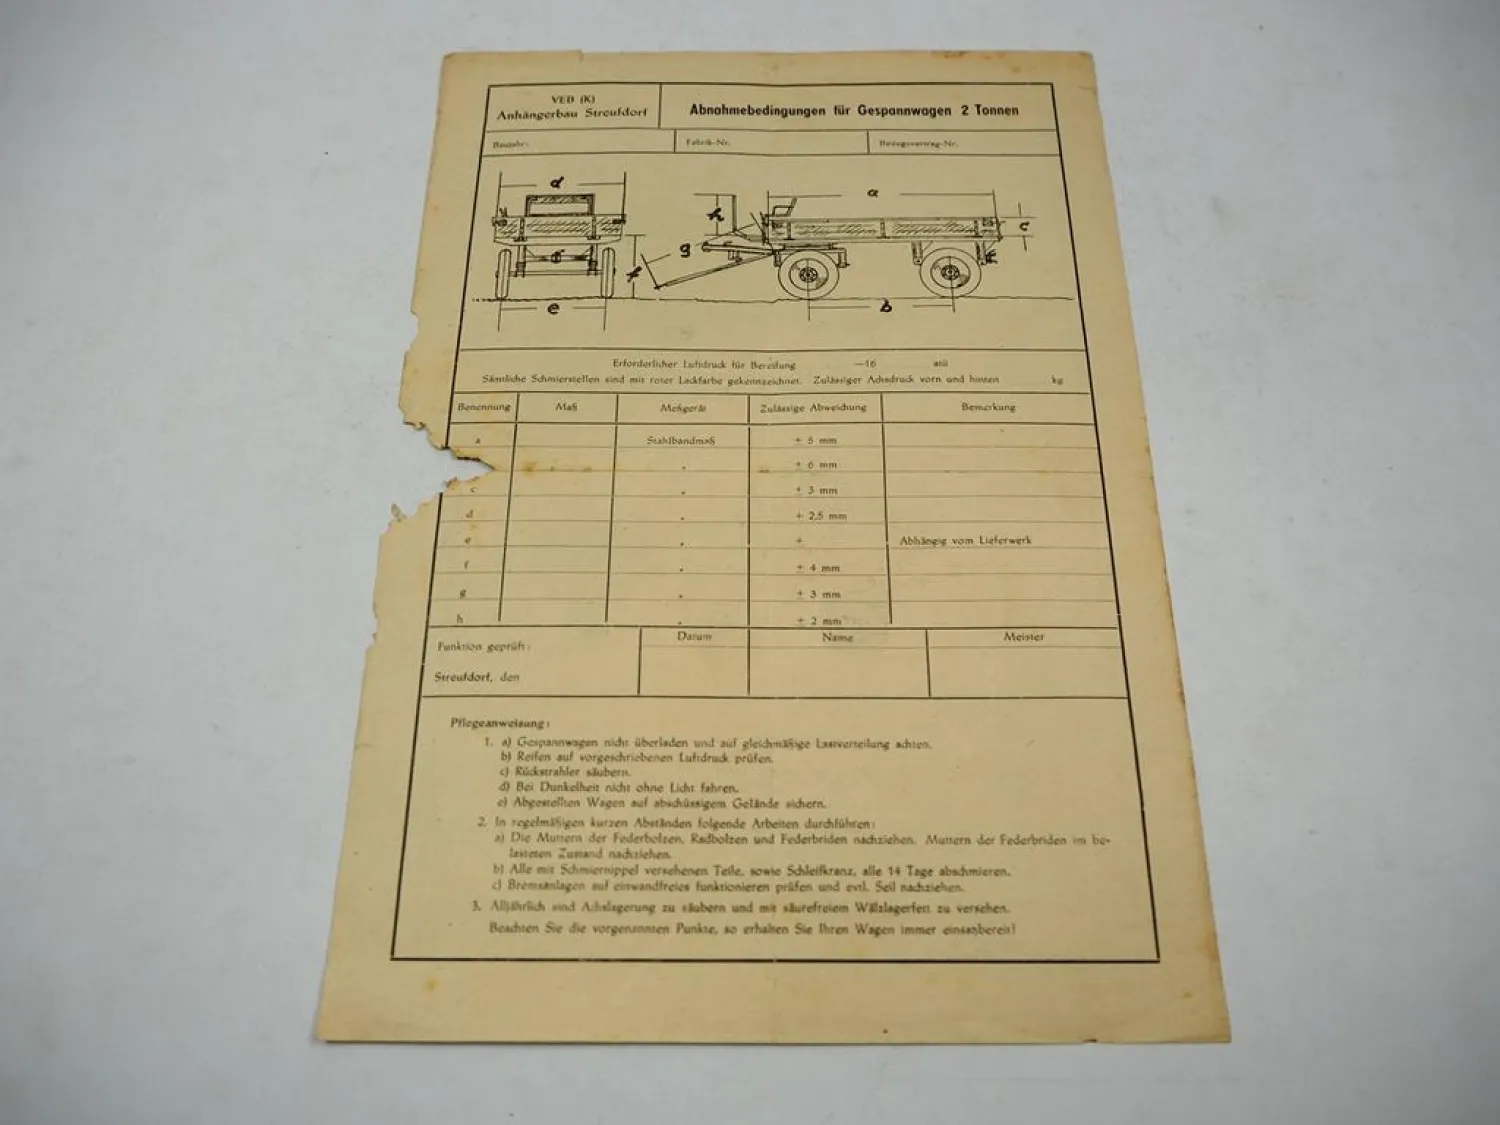 VEB (K)
Anhängerbau Streufdorf
Abnahmebedingungen für Gespannwagen 2 Tonnen
Baujahr:
Fabrik-Nr.
Bezugsvertrag-Nr.
d
h
a
c
g
f
e
b
Erforderlicher Luftdruck für Bereifung —16 atü
Sämtliche Schmierstellen sind mit roter Lackfarbe gekennzeichnet. Zulässiger Achsdruck vorn und hinten kg
Benennung Maß Meßgerät Zulässige Abweichung Bemerkung
a Stahlbandmaß ± 5 mm
" ± 6 mm
c " ± 3 mm
d " ± 2,5 mm
e " ± Abhängig vom Lieferwerk
f " ± 4 mm
g " ± 3 mm
h " ± 2 mm
Funktion geprüft: Datum Name Meister
Streufdorf, den
Pflegeanweisung:
1. a) Gespannwagen nicht überladen und auf gleichmäßige Lastverteilung achten.
b) Reifen auf vorgeschriebenen Luftdruck prüfen.
c) Rückstrahler säubern.
d) Bei Dunkelheit nicht ohne Licht fahren.
e) Abgestellten Wagen auf abschüssigem Gelände sichern.
2. In regelmäßigen kurzen Abständen folgende Arbeiten durchführen:
a) Die Muttern der Federbolzen, Radbolzen und Federbriden nachziehen. Muttern der Federbriden im be-
lasteten Zustand nachziehen.
b) Alle mit Schmiernippel versehenen Teile, sowie Schleifkranz, alle 14 Tage abschmieren.
c) Bremsanlagen auf einwandfreies funktionieren prüfen und evtl. Seil nachziehen.
3. Alljährlich sind Achslagerung zu säubern und mit säurefreiem Wälzlagerfett zu versehen.
Beachten Sie die vorgenannten Punkte, so erhalten Sie Ihren Wagen immer einsatzbereit!